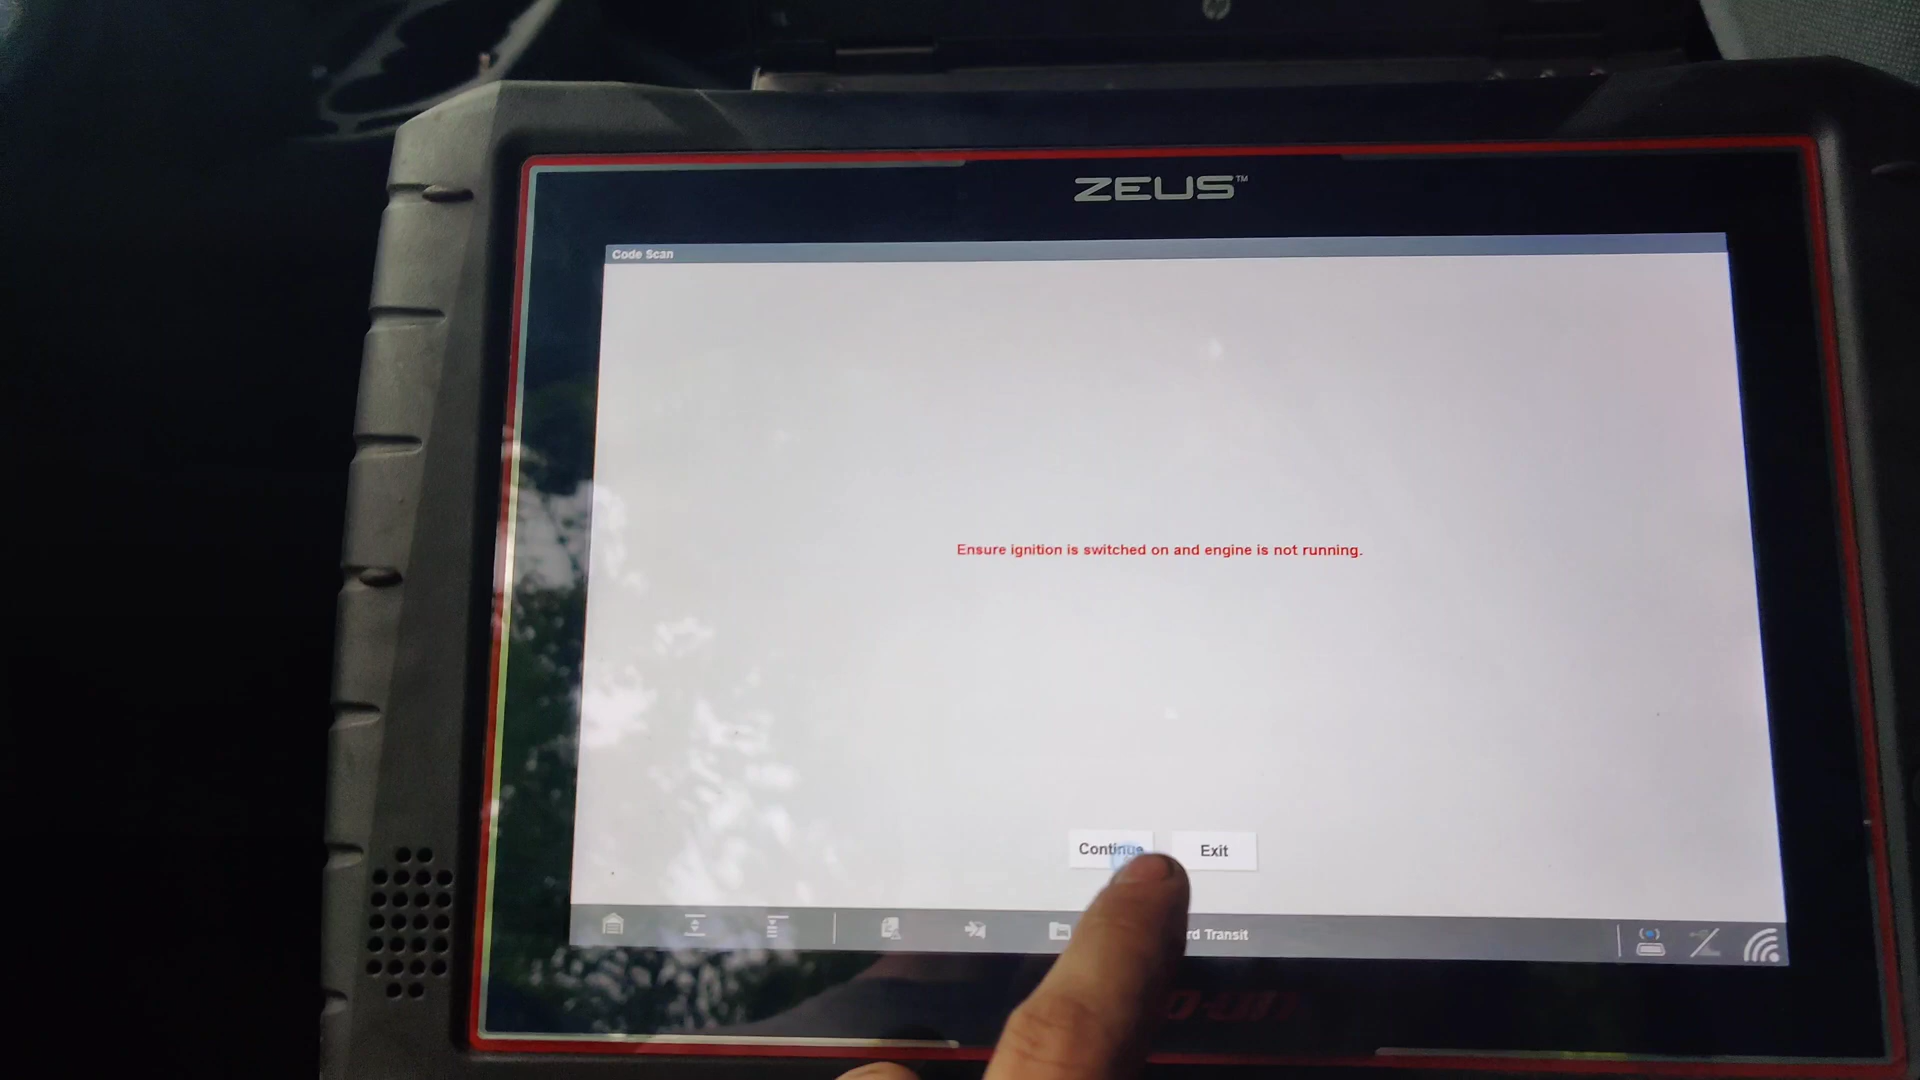 ZEUS™
Code Scan
Ensure ignition is switched on and engine is not running.
Continue
Exit
rd Transit